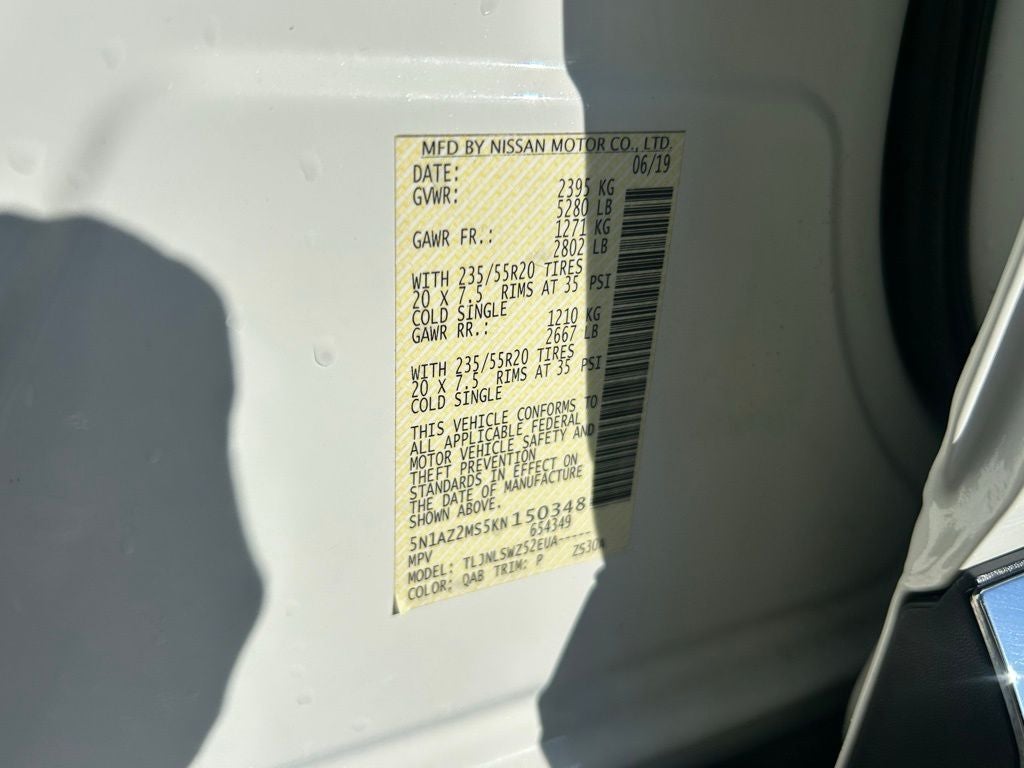 MFD BY NISSAN MOTOR CO., LTD.
DATE: 06/19
GVWR: 2395 KG
5280 LB
GAWR FR.: 1271 KG
2802 LB
WITH 235/55R20 TIRES
20 X 7.5 RIMS AT 35 PSI
COLD SINGLE
GAWR RR.: 1210 KG
2667 LB
WITH 235/55R20 TIRES
20 X 7.5 RIMS AT 35 PSI
COLD SINGLE
THIS VEHICLE CONFORMS TO
ALL APPLICABLE FEDERAL
MOTOR VEHICLE SAFETY AND
THEFT PREVENTION
STANDARDS IN EFFECT ON
THE DATE OF MANUFACTURE
SHOWN ABOVE.
5N1AZ2MS5KN150348
MPV 654349
MODEL: TLJNLSWZ52EUA-----
COLOR: QAB TRIM: P Z530A